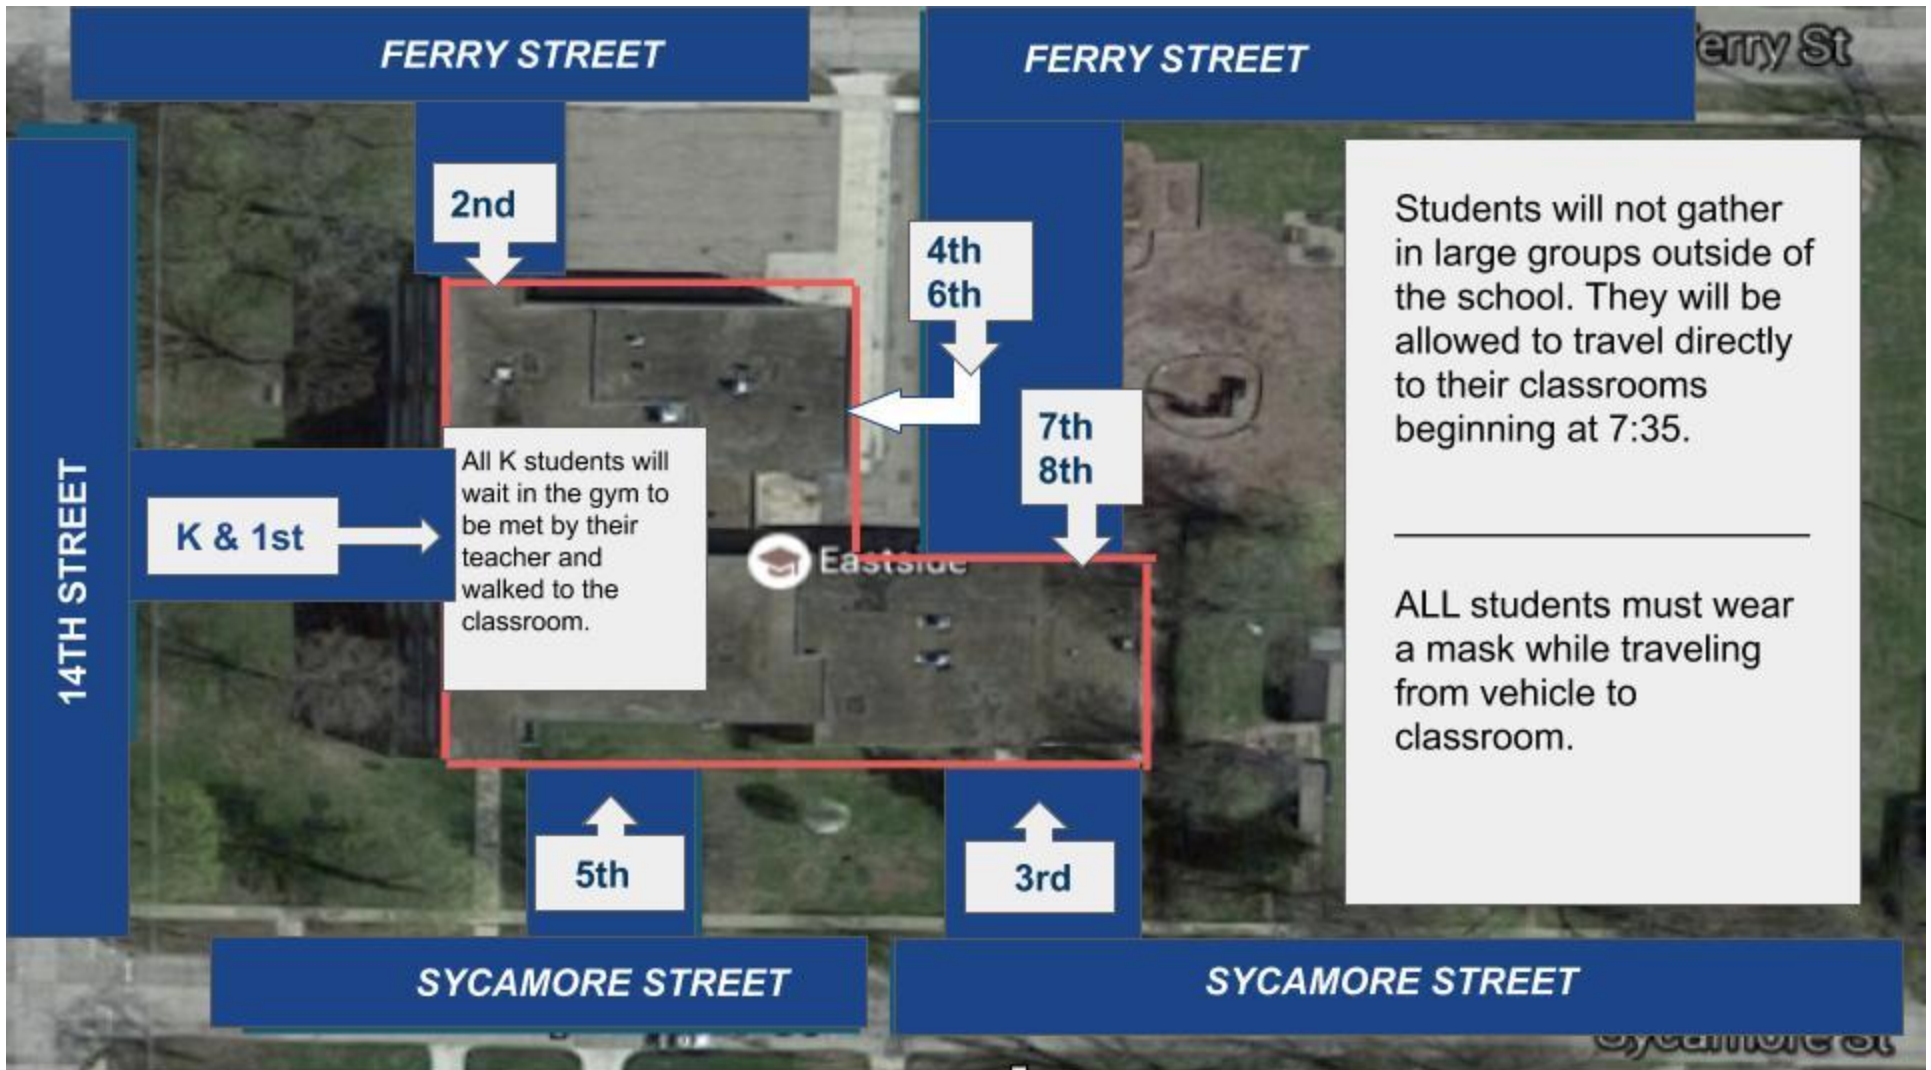 FERRY STREET
FERRY STREET
erry St
2nd
4th
6th
7th
8th
14TH STREET
K & 1st
All K students will
wait in the gym to
be met by their
teacher and
walked to the
classroom.
Eastside
Students will not gather
in large groups outside of
the school. They will be
allowed to travel directly
to their classrooms
beginning at 7:35.
ALL students must wear
a mask while traveling
from vehicle to
classroom.
5th
3rd
SYCAMORE STREET
SYCAMORE STREET
Sycamore St